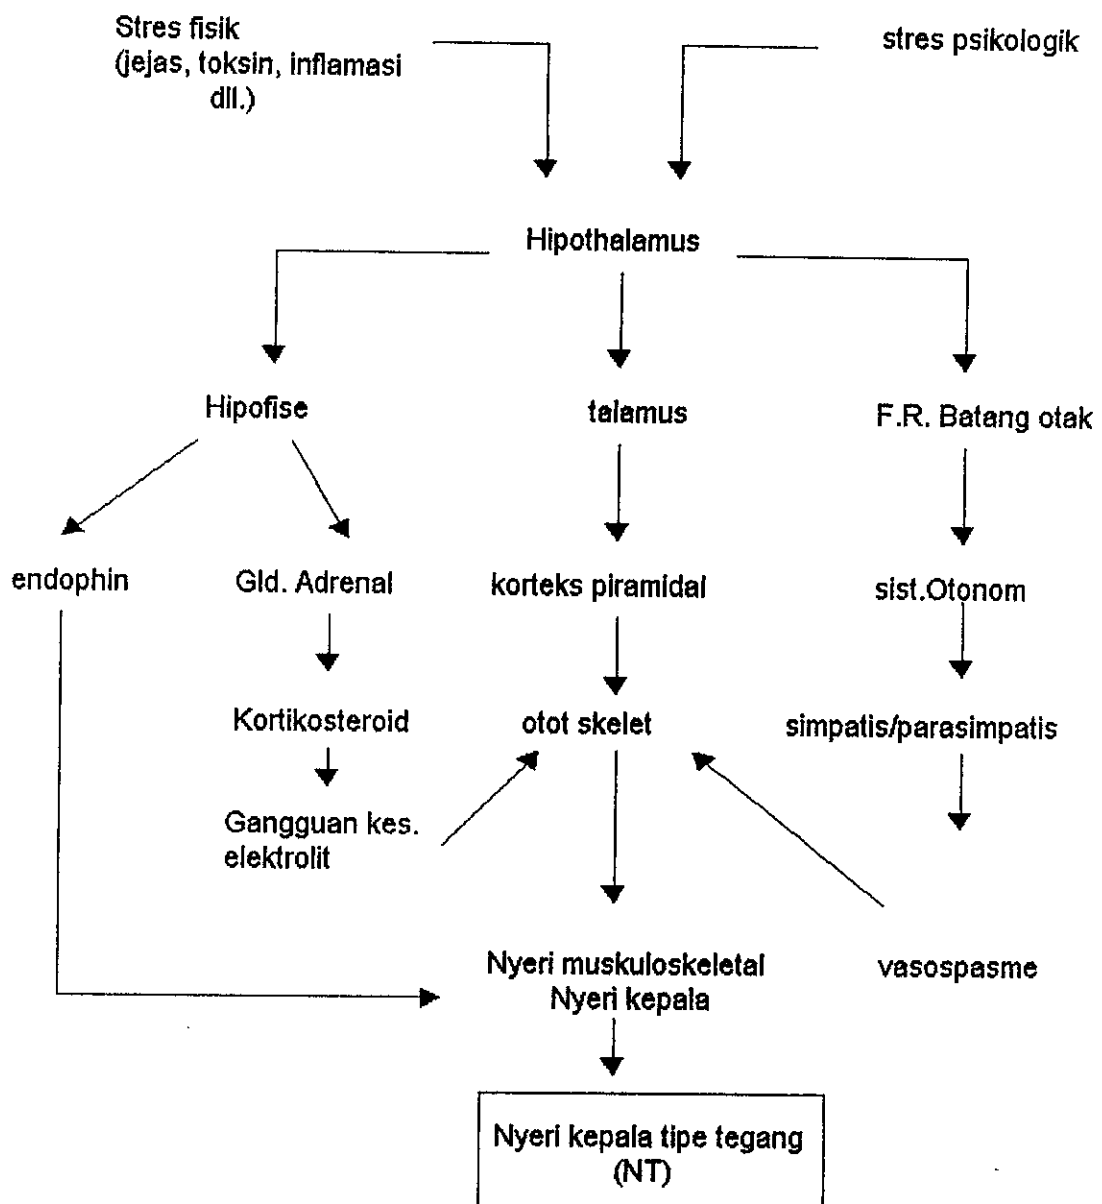 Stres fisik
(jejas, toksin, inflamasi
dll.)
stres psikologik
Hipothalamus
Hipofise
talamus
F.R. Batang otak
endophin
Gld. Adrenal
korteks piramidal
sist.Otonom
Kortikosteroid
otot skelet
simpatis/parasimpatis
Gangguan kes.
elektrolit
Nyeri muskuloskeletal
Nyeri kepala
vasospasme
Nyeri kepala tipe tegang
(NT)